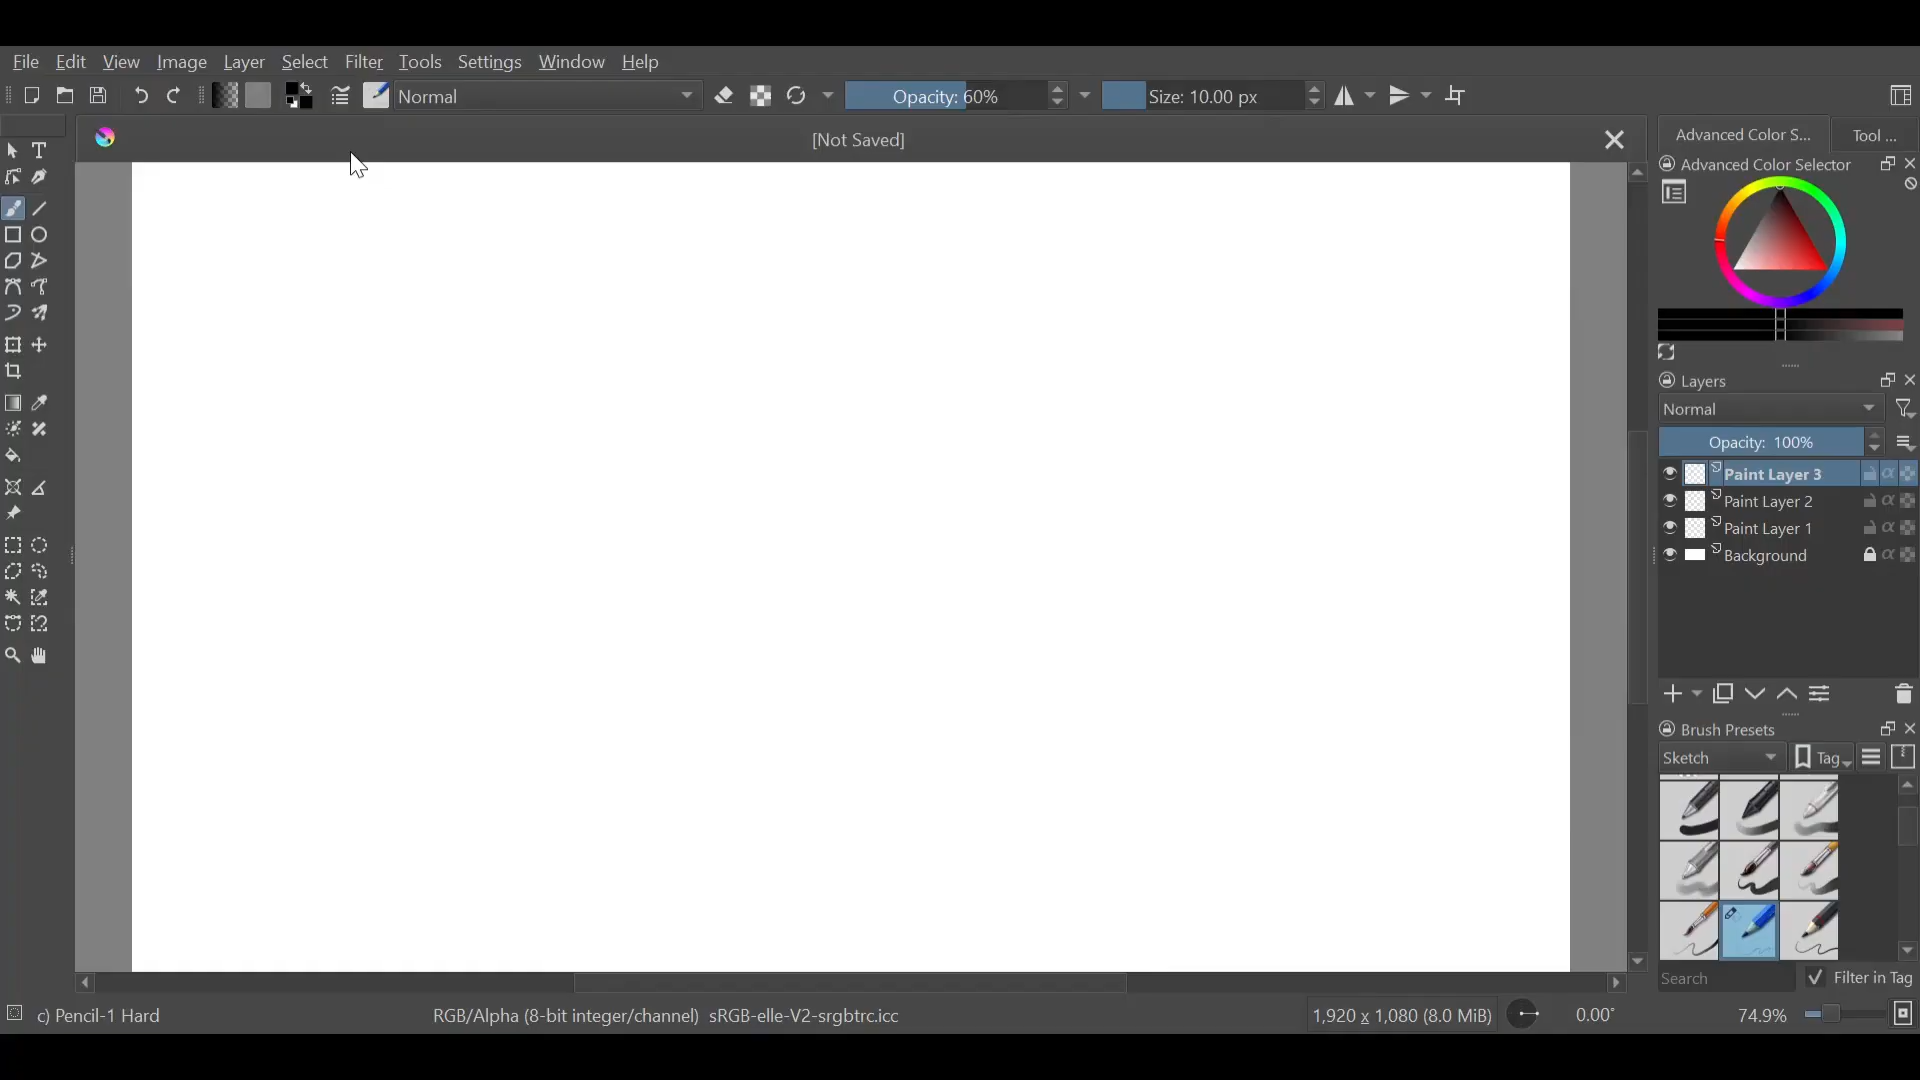 File Edit View Image Layer Select Filter Tools Settings Window Help
Normal Opacity: 60% Size: 10.00 px
[Not Saved]
Advanced Color S... Tool ...
Advanced Color Selector
Layers
Normal
Opacity: 100%
Paint Layer 3
Paint Layer 2
Paint Layer 1
Background
Brush Presets
Sketch Tag
Search Filter in Tag
c) Pencil-1 Hard RGB/Alpha (8-bit integer/channel) sRGB-elle-V2-srgbtrc.icc 1,920 x 1,080 (8.0 MiB) 0.00° 74.9%